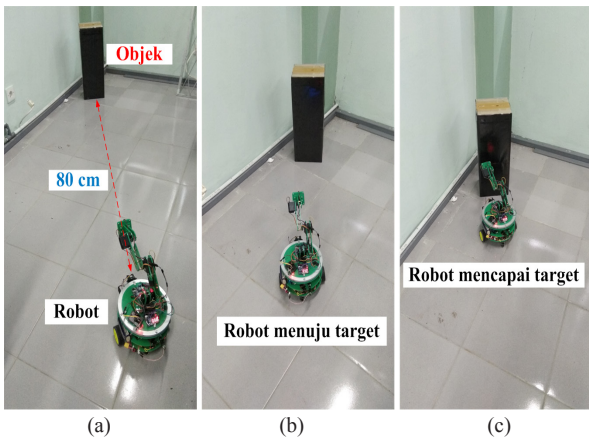 Objek
80 cm
Robot
Robot menuju target
Robot mencapai target
(a)
(b)
(c)